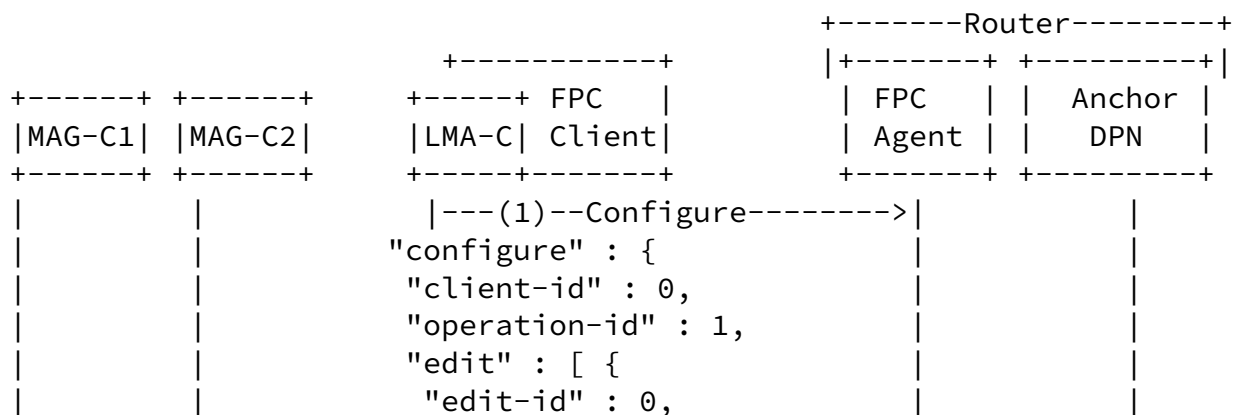 +-------Router--------+
                         +-----------+        |+-------+ +---------+|
+------+ +------+     +-----+ FPC    |         | FPC   | |  Anchor |
|MAG-C1| |MAG-C2|     |LMA-C| Client|         | Agent | |   DPN   |
+------+ +------+     +-----+-------+         +-------+ +---------+
|         |            |---(1)--Configure-------->|           |
|         |          "configure" : {              |           |
|         |           "client-id" : 0,            |           |
|         |           "operation-id" : 1,         |           |
|         |           "edit" : [ {                |           |
|         |            "edit-id" : 0,             |           |